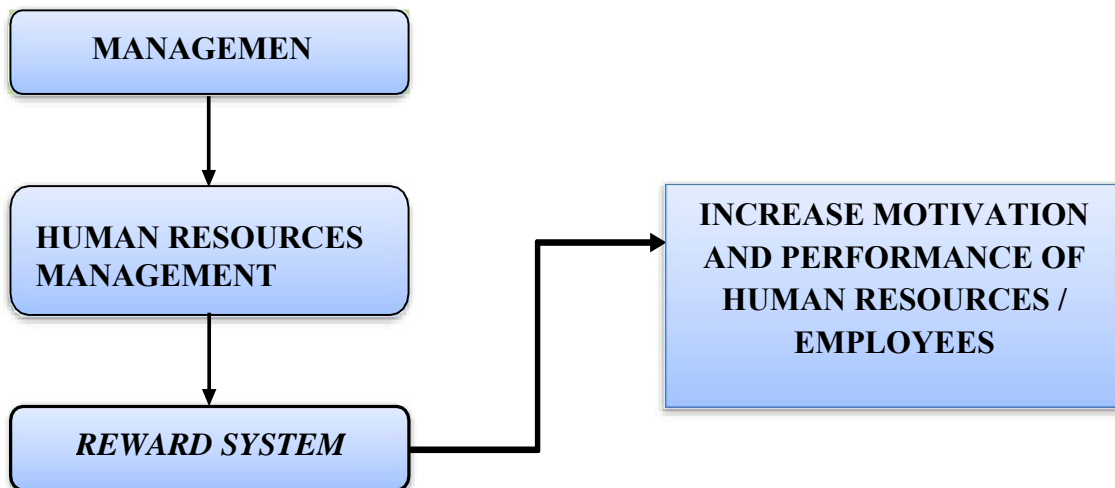 MANAGEMEN
HUMAN RESOURCES
MANAGEMENT
REWARD SYSTEM
INCREASE MOTIVATION
AND PERFORMANCE OF
HUMAN RESOURCES /
EMPLOYEES